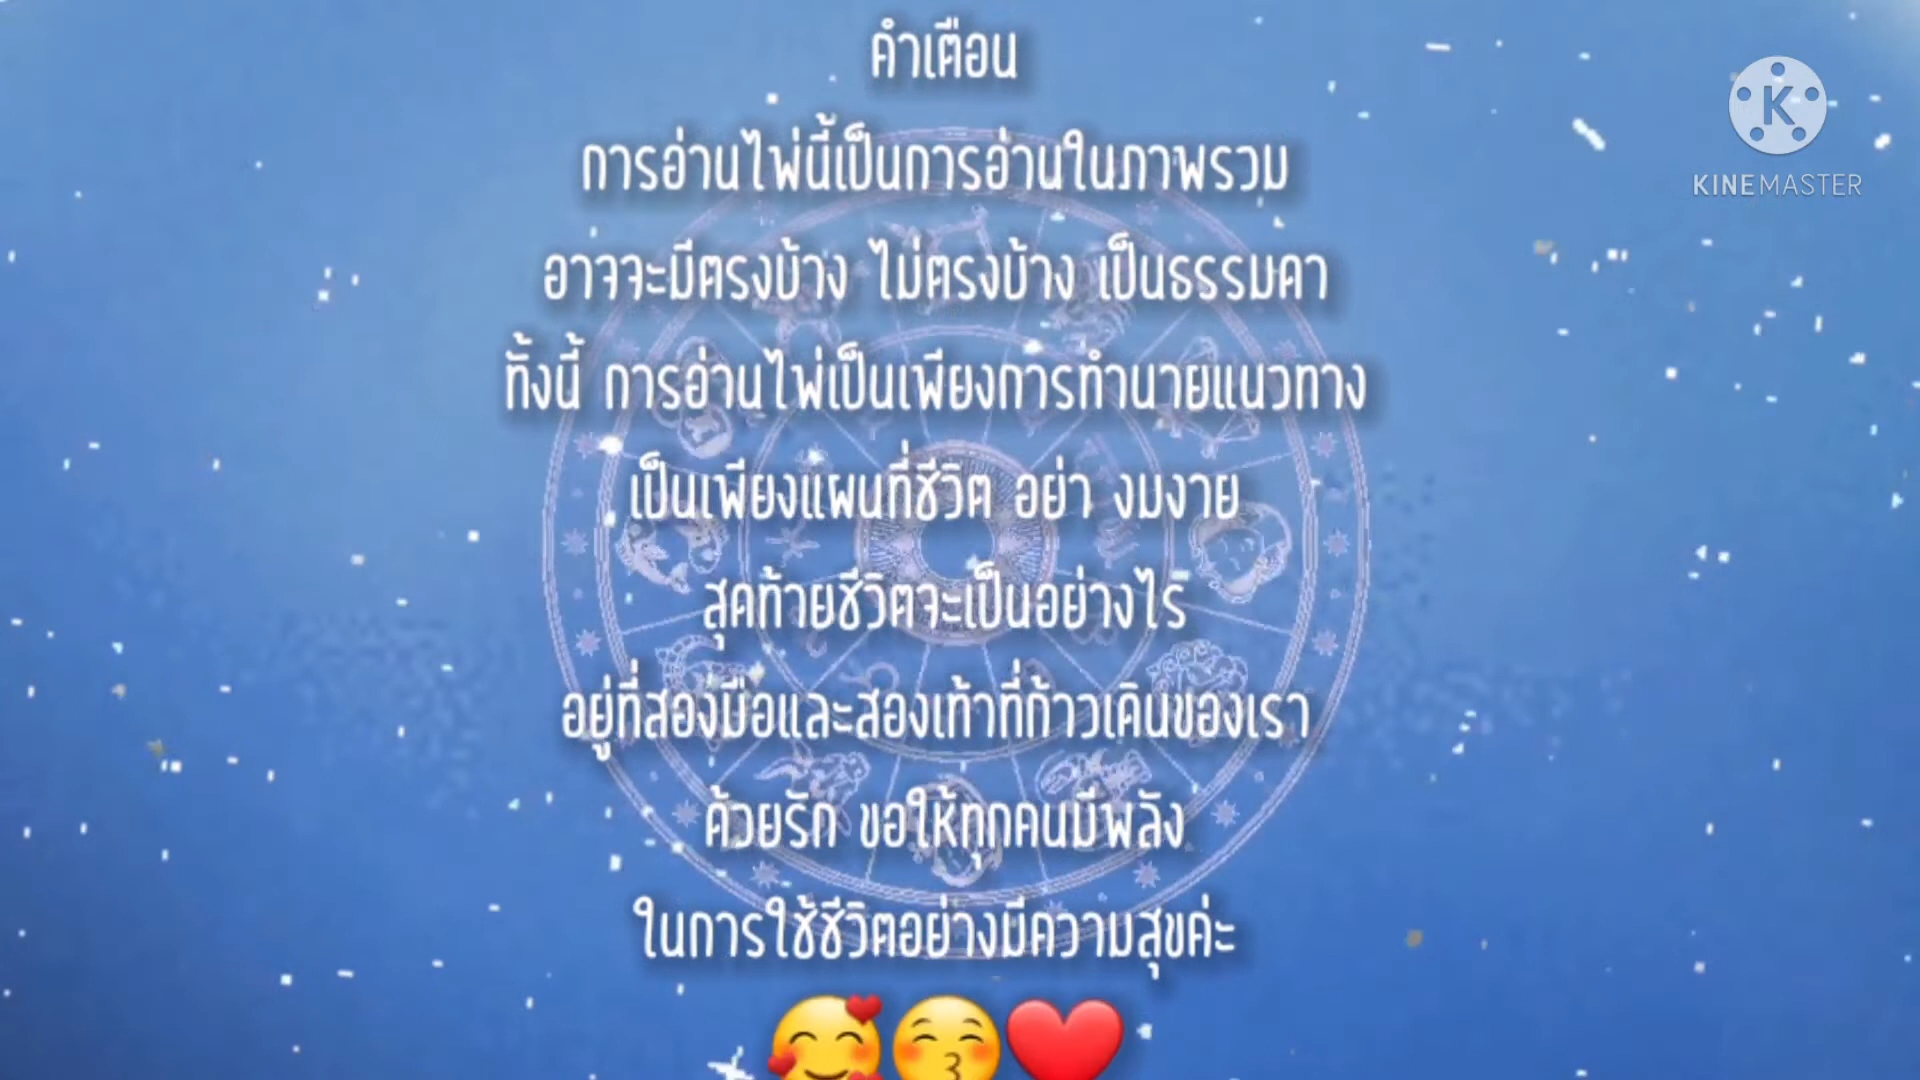 คำเตือน
การอ่านไพ่นี้เป็นการอ่านในภาพรวม
อาจจะมีตรงบ้าง ไม่ตรงบ้าง เป็นธรรมดา
ทั้งนี้ การอ่านไพ่เป็นเพียงการทำนายแนวทาง
เป็นเพียงแผนที่ชีวิต อย่า งมงาย
สุดท้ายชีวิตจะเป็นอย่างไร
อยู่ที่สองมือและสองเท้าที่ก้าวเดินของเรา
ด้วยรัก ขอให้ทุกคนมีพลัง
ในการใช้ชีวิตอย่างมีความสุขค่ะ
K
KINEMASTER